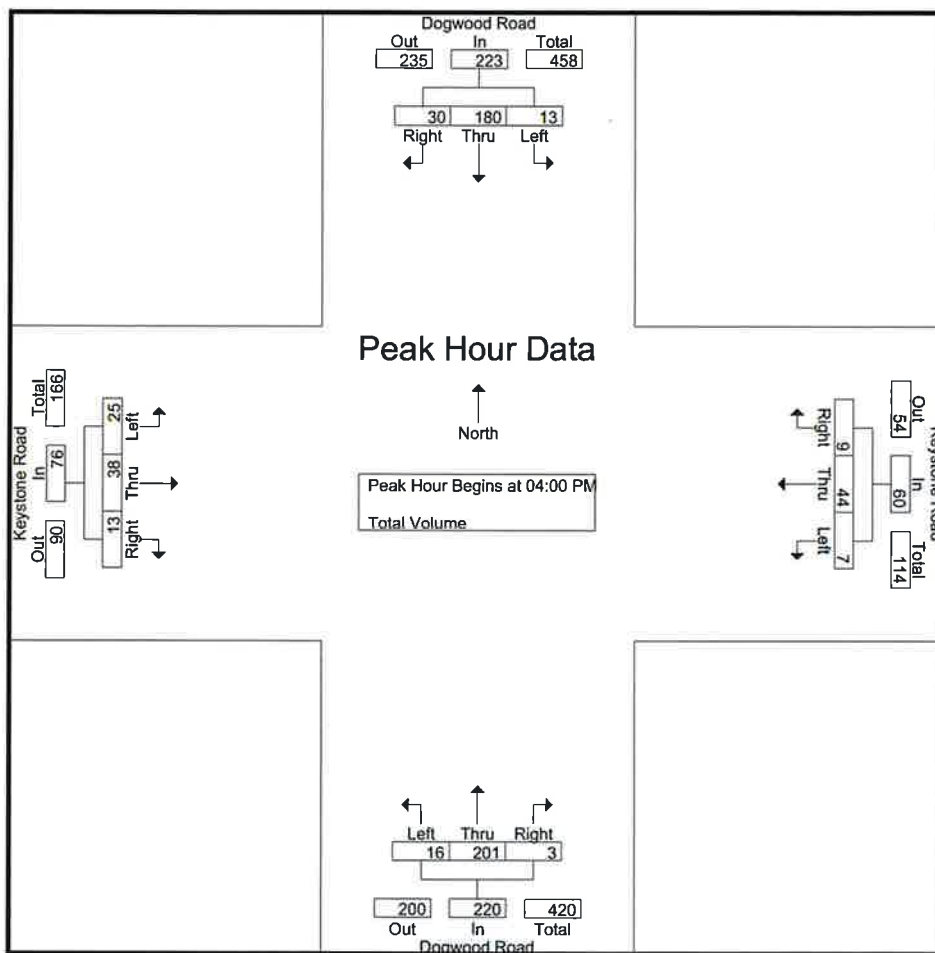 Dogwood Road
Out In Total
235 223 458
30 180 13
Right Thru Left
Peak Hour Data
North
Peak Hour Begins at 04:00 PM
Total Volume
Keystone Road
Out In Total
90 76 166
25 38 13
Left Thru Right
Keystone Road
Out In Total
54 60 114
Right Thru Left
9 44 7
Left Thru Right
16 201 3
200 220 420
Out In Total
Dogwood Road